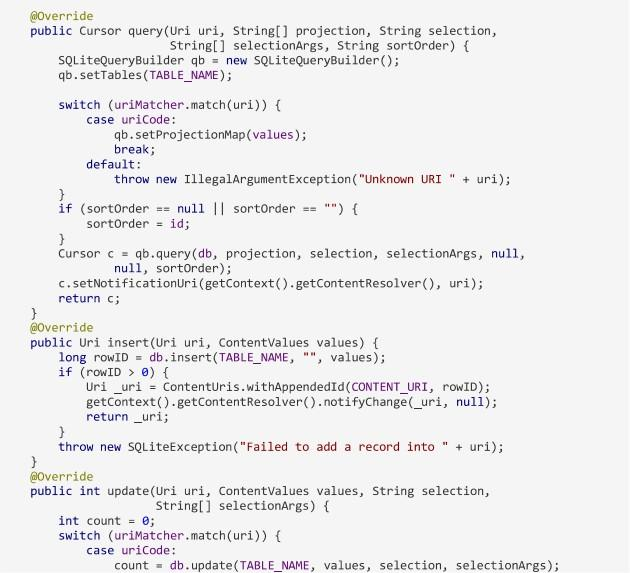 @Override
public Cursor query(Uri uri, String[] projection, String selection,
                    String[] selectionArgs, String sortOrder) {
    SQLiteQueryBuilder qb = new SQLiteQueryBuilder();
    qb.setTables(TABLE_NAME);

    switch (uriMatcher.match(uri)) {
        case uriCode:
            qb.setProjectionMap(values);
            break;
        default:
            throw new IllegalArgumentException("Unknown URI " + uri);
    }
    if (sortOrder == null || sortOrder == "") {
        sortOrder = id;
    }
    Cursor c = qb.query(db, projection, selection, selectionArgs, null,
            null, sortOrder);
    c.setNotificationUri(getContext().getContentResolver(), uri);
    return c;
}
@Override
public Uri insert(Uri uri, ContentValues values) {
    long rowID = db.insert(TABLE_NAME, "", values);
    if (rowID > 0) {
        Uri _uri = ContentUris.withAppendedId(CONTENT_URI, rowID);
        getContext().getContentResolver().notifyChange(_uri, null);
        return _uri;
    }
    throw new SQLiteException("Failed to add a record into " + uri);
}
@Override
public int update(Uri uri, ContentValues values, String selection,
                  String[] selectionArgs) {
    int count = 0;
    switch (uriMatcher.match(uri)) {
        case uriCode:
            count = db.update(TABLE_NAME, values, selection, selectionArgs);